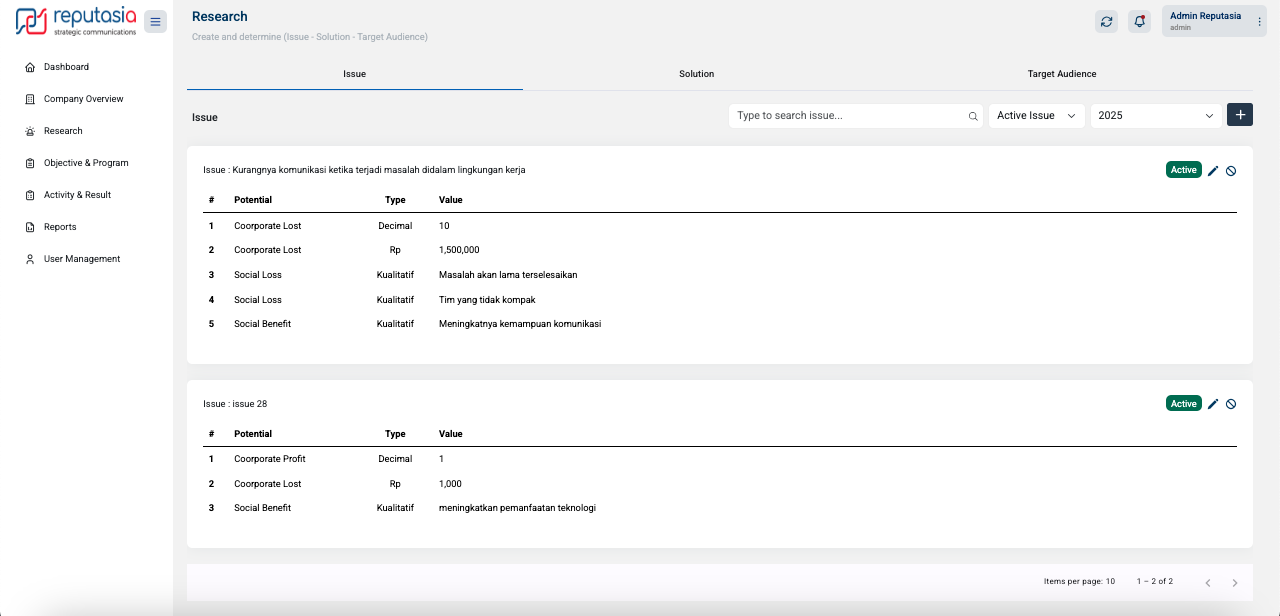 reputasia
strategic communications
Research
Create and determine (Issue - Solution - Target Audience)
Admin Reputasia
admin
Dashboard
Company Overview
Research
Objective & Program
Activity & Result
Reports
User Management
Issue Solution Target Audience
Issue Type to search issue... Active Issue 2025
Issue : Kurangnya komunikasi ketika terjadi masalah didalam lingkungan kerja Active
# Potential Type Value
1 Coorporate Lost Decimal 10
2 Coorporate Lost Rp 1,500,000
3 Social Loss Kualitatif Masalah akan lama terselesaikan
4 Social Loss Kualitatif Tim yang tidak kompak
5 Social Benefit Kualitatif Meningkatnya kemampuan komunikasi
Issue : issue 28 Active
# Potential Type Value
1 Coorporate Profit Decimal 1
2 Coorporate Lost Rp 1,000
3 Social Benefit Kualitatif meningkatkan pemanfaatan teknologi
Items per page: 10 1 – 2 of 2